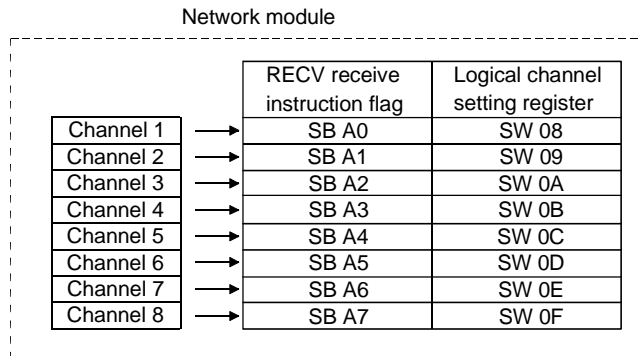 Network module
RECV receive Logical channel
instruction flag setting register
Channel 1 SB A0 SW 08
Channel 2 SB A1 SW 09
Channel 3 SB A2 SW 0A
Channel 4 SB A3 SW 0B
Channel 5 SB A4 SW 0C
Channel 6 SB A5 SW 0D
Channel 7 SB A6 SW 0E
Channel 8 SB A7 SW 0F